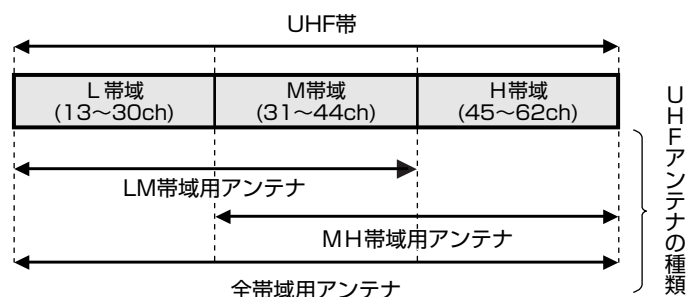 UHF帯
L帯域
(13～30ch)
M帯域
(31～44ch)
H帯域
(45～62ch)
LM帯域用アンテナ
MH帯域用アンテナ
全帯域用アンテナ
UHFアンテナの種類